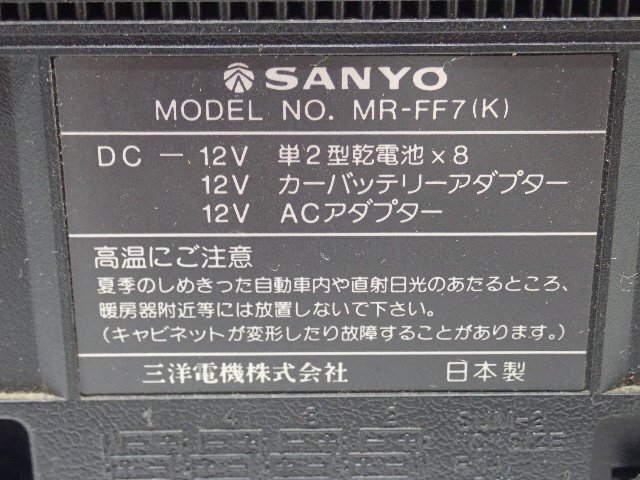 SANYO
MODEL NO. MR-FF7(K)
DC — 12V 単2型乾電池×8
12V カーバッテリーアダプター
12V ACアダプター
高温にご注意
夏季のしめきった自動車内や直射日光のあたるところ、
暖房器附近等には放置しないで下さい。
(キャビネットが変形したり故障することがあります。)
三洋電機株式会社 日本製
4 3 2